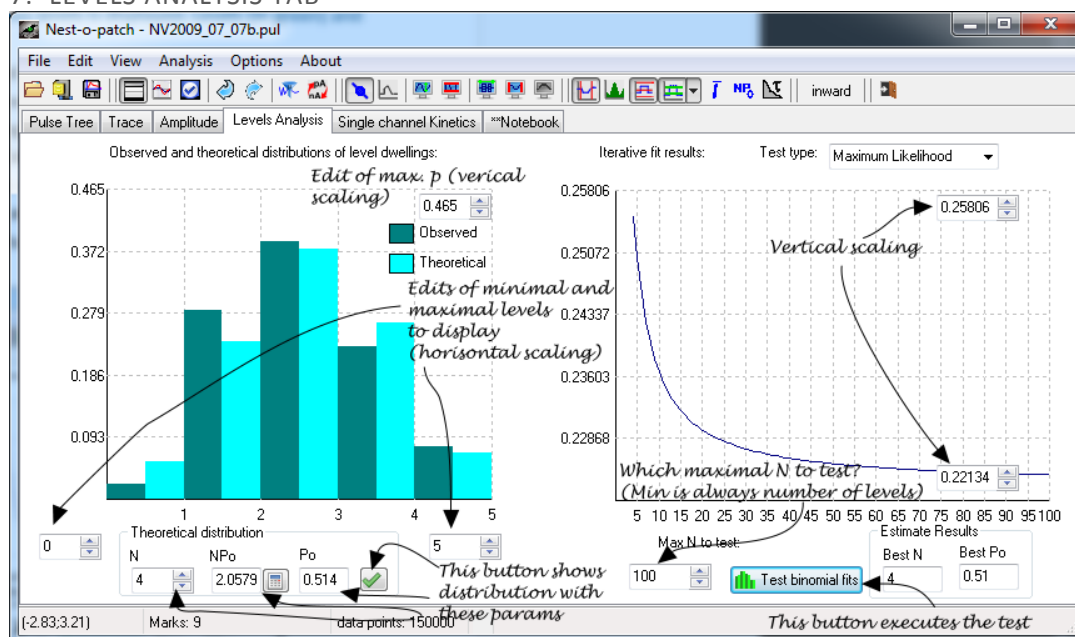 7. LEVELS ANALYSIS TAB
Nest-o-patch - NV2009_07_07b.pul
File Edit View Analysis Options About
NPo
inward
Pulse Tree Trace Amplitude Levels Analysis Single channel Kinetics **Notebook
Observed and theoretical distributions of level dwellings:
Edit of max. p (verical
scaling)
0.465
0.465
0.372
0.279
0.186
0.093
Observed
Theoretical
Edits of minimal and
maximal levels
to display
(horisontal scaling)
1 2 3 4 5
0
5
Theoretical distribution
N NPo Po
4 2.0579 0.514
This button shows
distribution with
these params
Iterative fit results:
Test type: Maximum Likelihood
0.25806
0.25806
Vertical scaling
0.25072
0.24337
0.23603
0.22868
0.22134
Which maximal N to test?
(Min is always number of levels)
5 10 15 20 25 30 35 40 45 50 55 60 65 70 75 80 85 90 95 100
Max N to test:
100
Test binomial fits
Estimate Results
Best N Best Po
4 0.51
This button executes the test
(-2.83;3.21) Marks: 9 data points: 150000